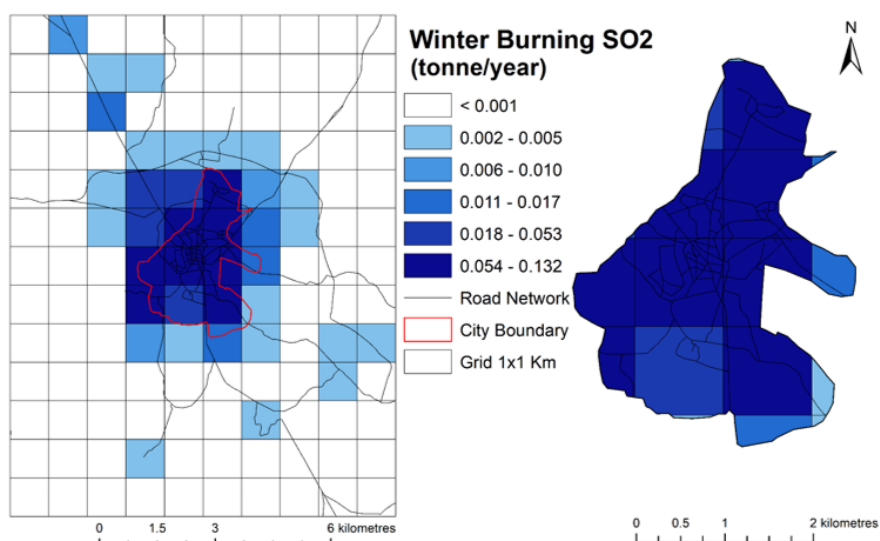 Winter Burning SO2
(tonne/year)
< 0.001
0.002 - 0.005
0.006 - 0.010
0.011 - 0.017
0.018 - 0.053
0.054 - 0.132
Road Network
City Boundary
Grid 1x1 Km
N
0 1.5 3 6 kilometres
0 0.5 1 2 kilometres